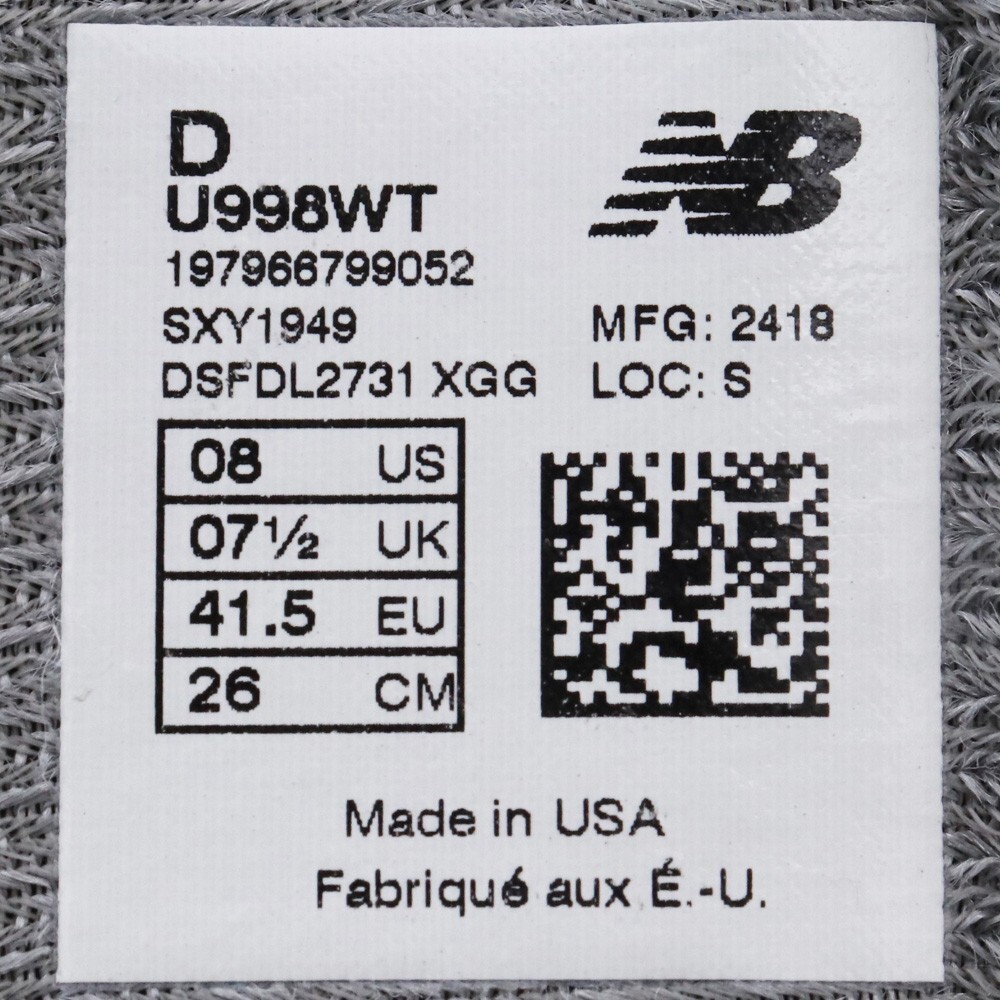 D
NB
U998WT
197966799052
SXY1949
MFG: 2418
DSFDL2731 XGG
LOC: S
08 US
07½ UK
41.5 EU
26 CM
Made in USA
Fabriqué aux É.-U.